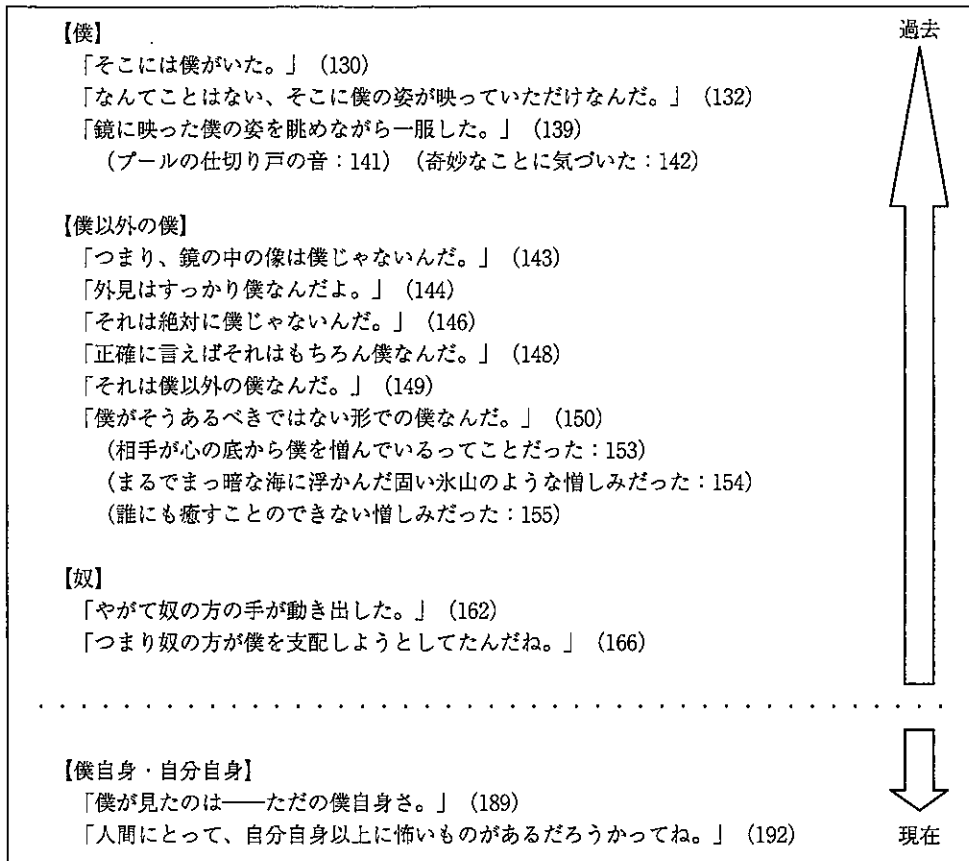 【僕】
過去
「そこには僕がいた。」(130)
「なんてことはない、そこに僕の姿が映っていただけなんだ。」(132)
「鏡に映った僕の姿を眺めながら一服した。」(139)
(プールの仕切り戸の音：141) (奇妙なことに気づいた：142)
【僕以外の僕】
「つまり、鏡の中の像は僕じゃないんだ。」(143)
「外見はすっかり僕なんだよ。」(144)
「それは絶対に僕じゃないんだ。」(146)
「正確に言えばそれはもちろん僕なんだ。」(148)
「それは僕以外の僕なんだ。」(149)
「僕がそうあるべきではない形での僕なんだ。」(150)
(相手が心の底から僕を憎んでいるってことだった：153)
(まるでまっ暗な海に浮かんだ固い氷山のような憎しみだった：154)
(誰にも癒すことのできない憎しみだった：155)
【奴】
「やがて奴の方の手が動き出した。」(162)
「つまり奴の方が僕を支配しようとしてたんだね。」(166)
【僕自身・自分自身】
「僕が見たのは――ただの僕自身さ。」(189)
「人間にとって、自分自身以上に怖いものがあるだろうかってね。」(192)
現在